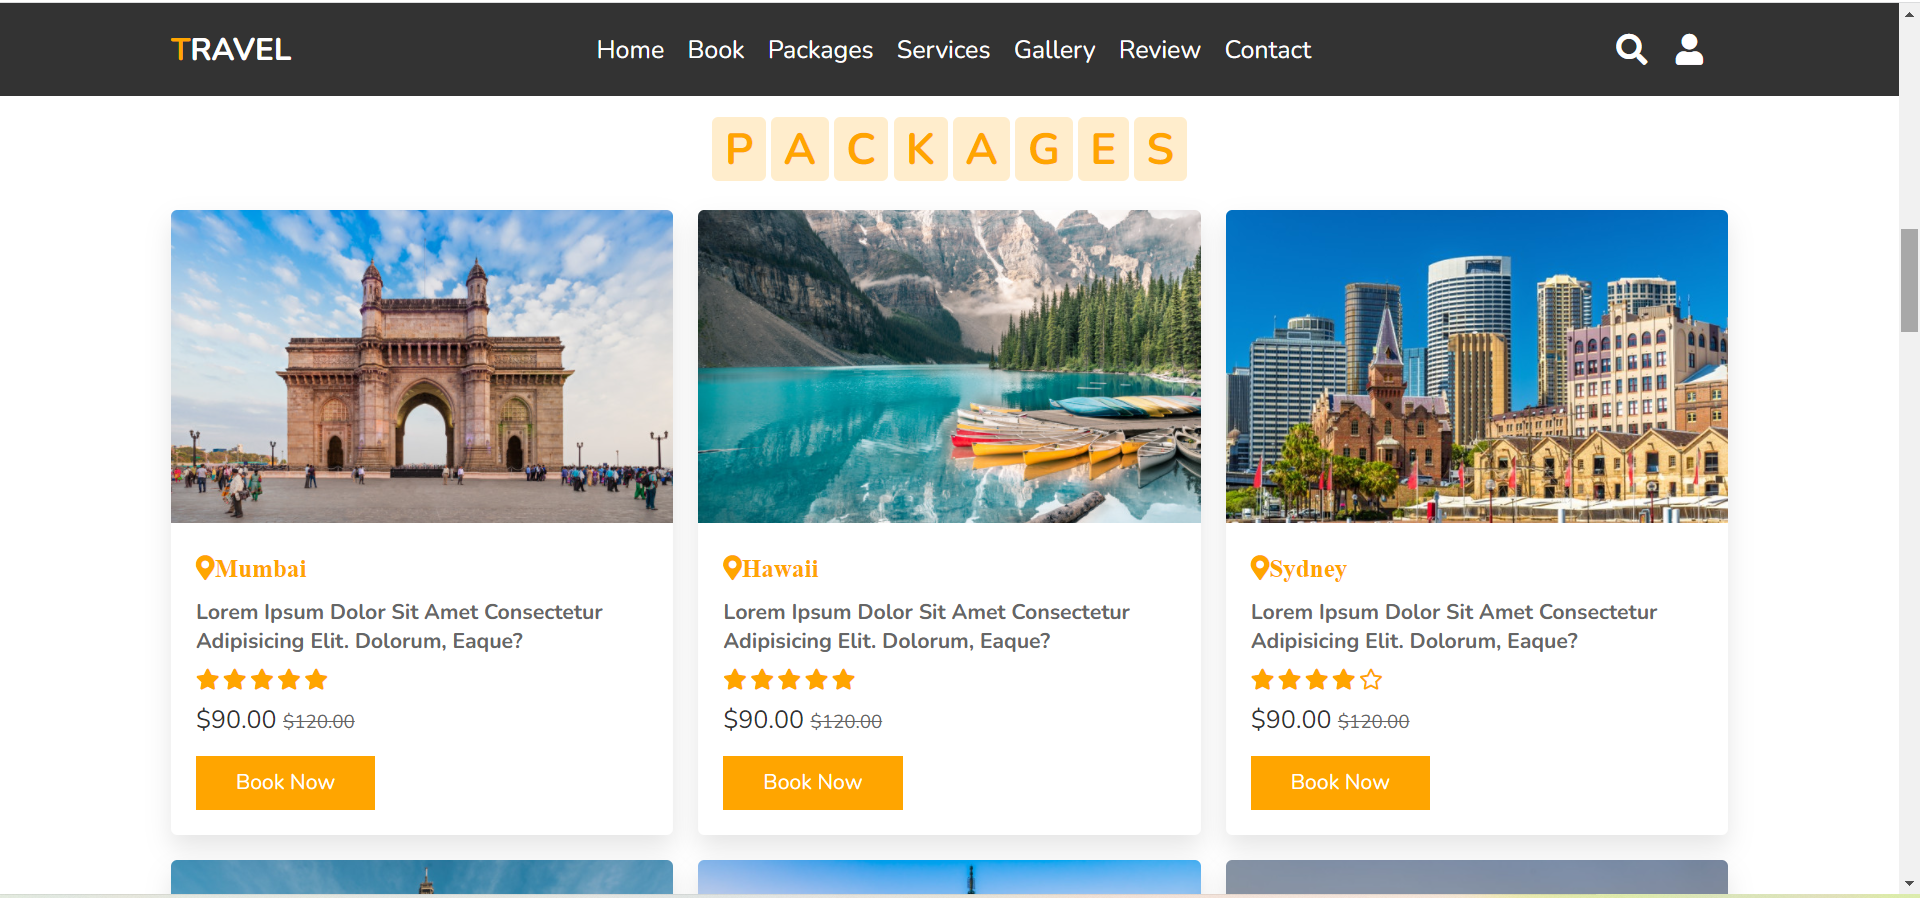 TRAVEL
Home Book Packages Services Gallery Review Contact
PACKAGES
Mumbai
Lorem Ipsum Dolor Sit Amet Consectetur
Adipisicing Elit. Dolorum, Eaque?
$90.00 $120.00
Book Now
Hawaii
Lorem Ipsum Dolor Sit Amet Consectetur
Adipisicing Elit. Dolorum, Eaque?
$90.00 $120.00
Book Now
Sydney
Lorem Ipsum Dolor Sit Amet Consectetur
Adipisicing Elit. Dolorum, Eaque?
$90.00 $120.00
Book Now